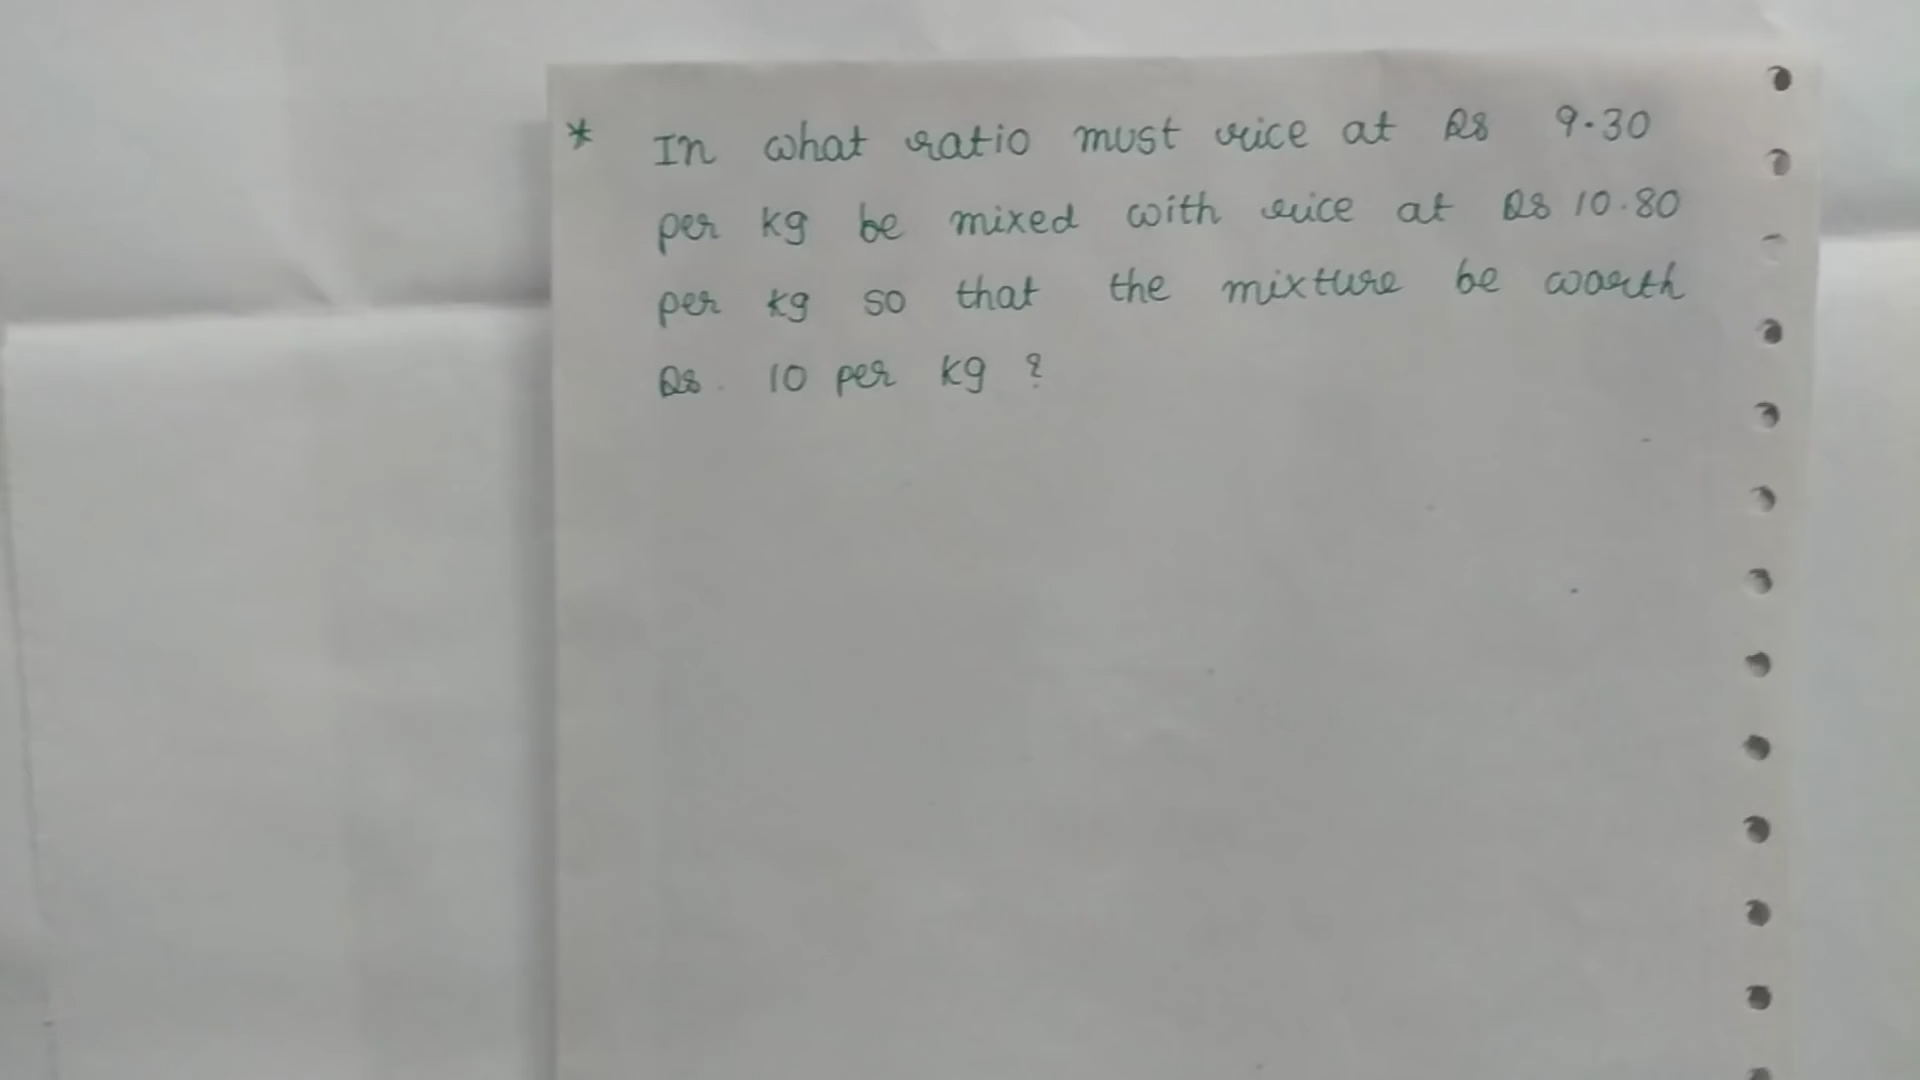 * In what ratio must rice at Rs 9.30
per kg be mixed with rice at Rs 10.80
per kg so that the mixture be worth
Rs. 10 per kg ?